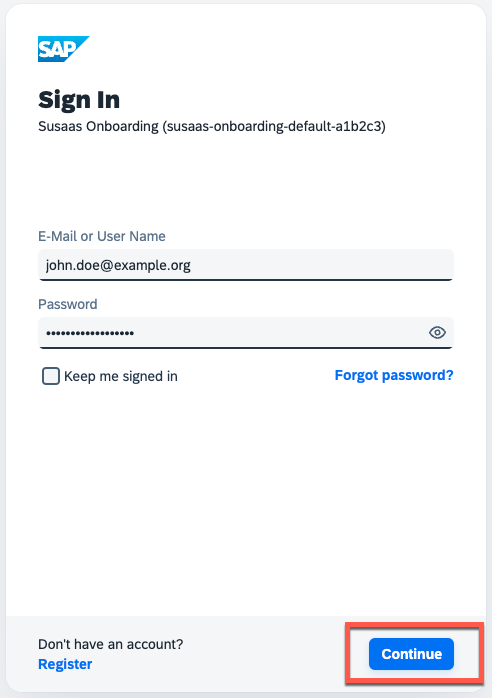 SAP
Sign In
Susaas Onboarding (susaas-onboarding-default-a1b2c3)
E-Mail or User Name
john.doe@example.org
Password
••••••••••••••••••
Keep me signed in
Forgot password?
Don't have an account?
Register
Continue